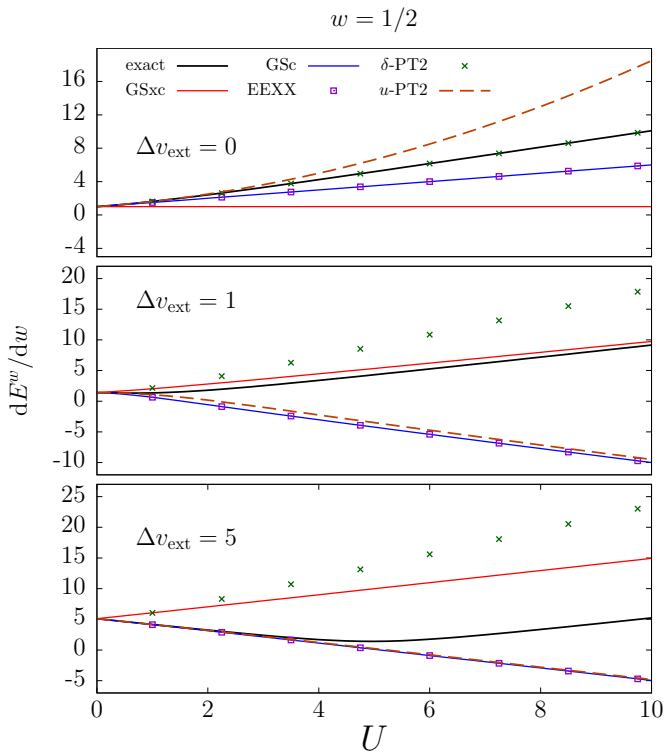 w = 1/2
exact GSc δ-PT2
GSxc EEXX u-PT2
Δv_ext = 0
16
12
8
4
0
-4
Δv_ext = 1
20
15
10
5
0
-5
-10
Δv_ext = 5
25
20
15
10
5
0
-5
dE^w/dw
0 2 4 6 8 10
U